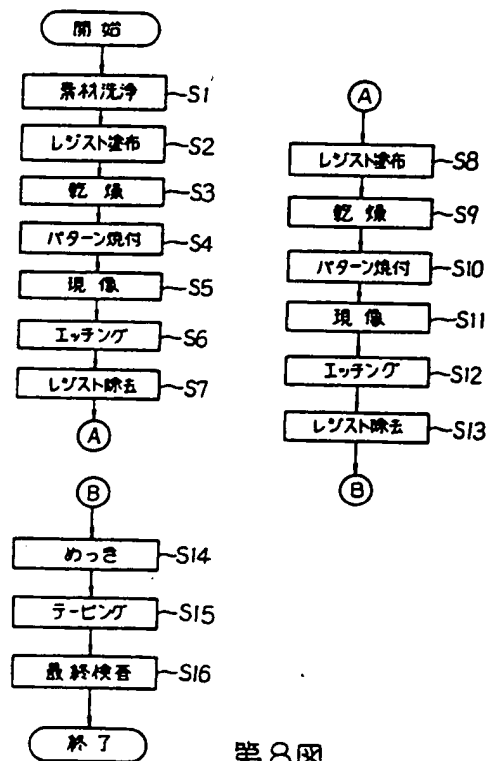 開始
素材洗浄 S1
レジスト塗布 S2
乾燥 S3
パターン焼付 S4
現像 S5
エッチング S6
レジスト除去 S7
A
A
レジスト塗布 S8
乾燥 S9
パターン焼付 S10
現像 S11
エッチング S12
レジスト除去 S13
B
B
めっき S14
テーピング S15
最終検査 S16
終了
第8図